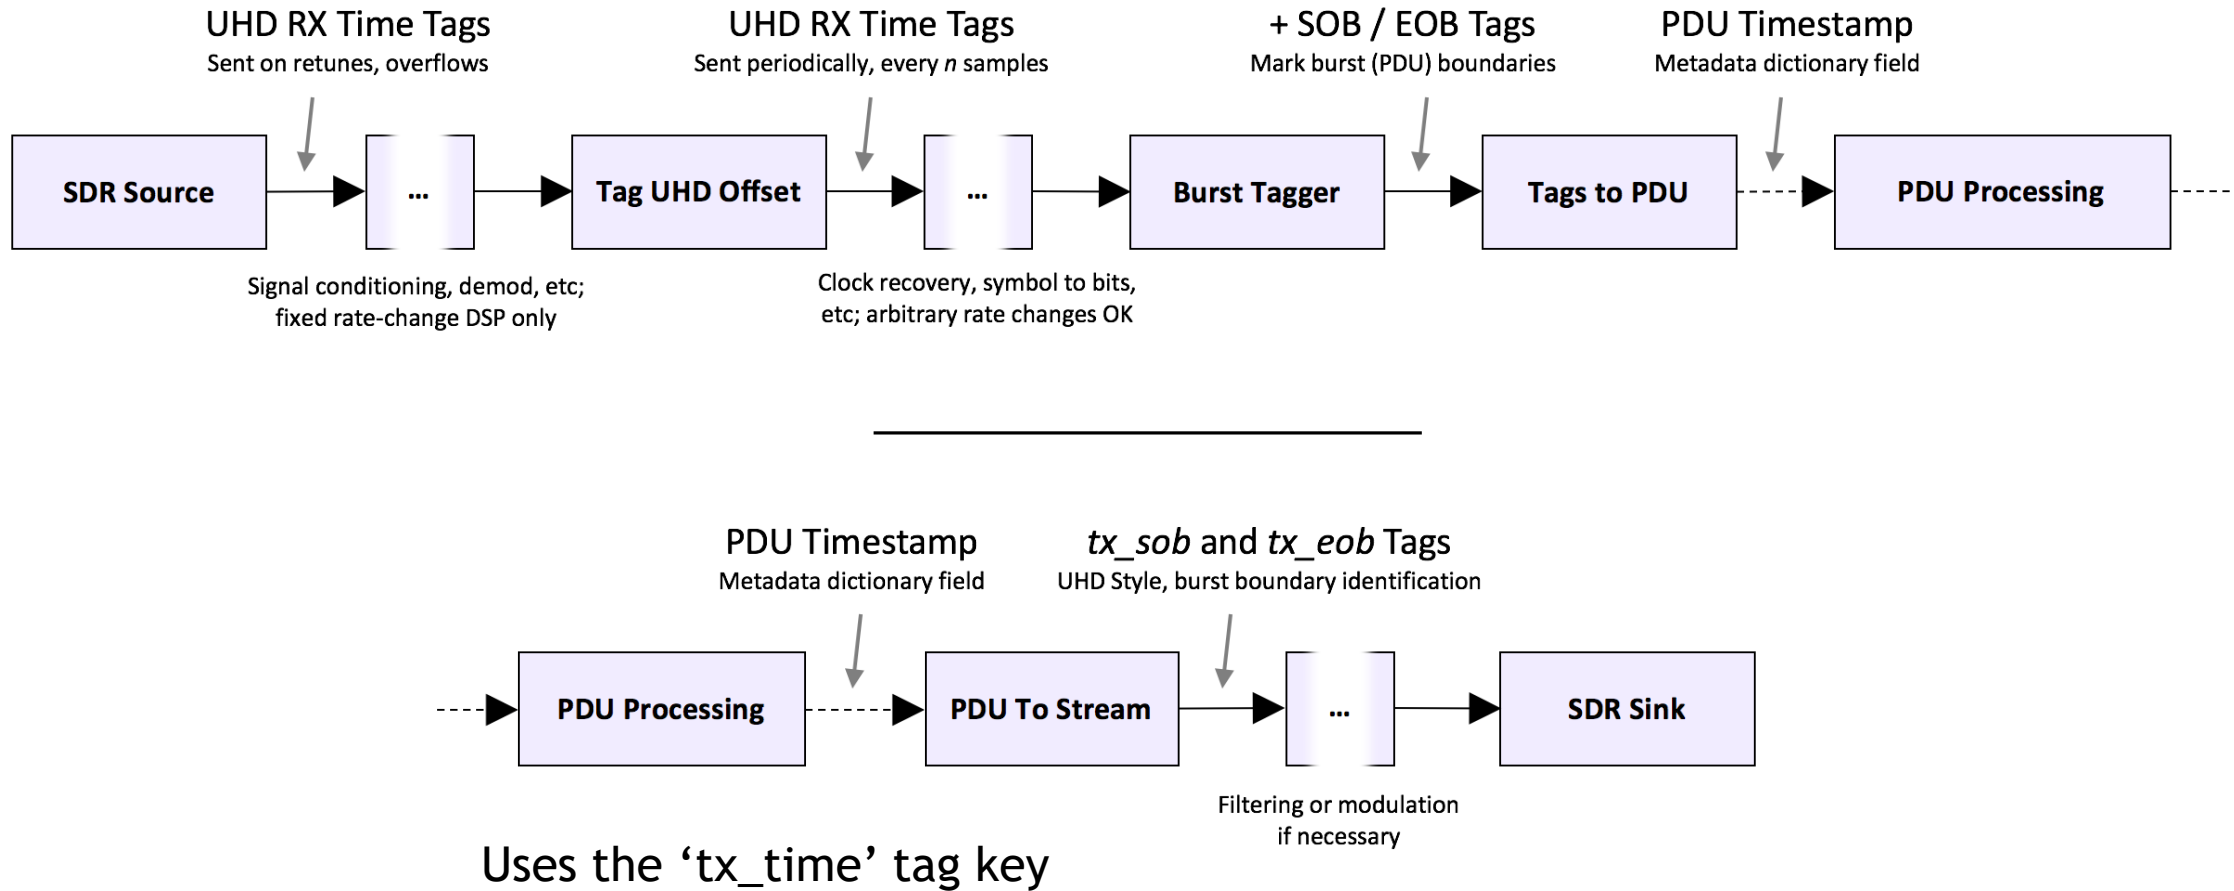 UHD RX Time Tags
Sent on retunes, overflows
UHD RX Time Tags
Sent periodically, every n samples
+ SOB / EOB Tags
Mark burst (PDU) boundaries
PDU Timestamp
Metadata dictionary field
SDR Source
...
Tag UHD Offset
...
Burst Tagger
Tags to PDU
PDU Processing
Signal conditioning, demod, etc;
fixed rate-change DSP only
Clock recovery, symbol to bits,
etc; arbitrary rate changes OK
PDU Timestamp
Metadata dictionary field
tx_sob and tx_eob Tags
UHD Style, burst boundary identification
PDU Processing
PDU To Stream
...
SDR Sink
Filtering or modulation
if necessary
Uses the ‘tx_time’ tag key